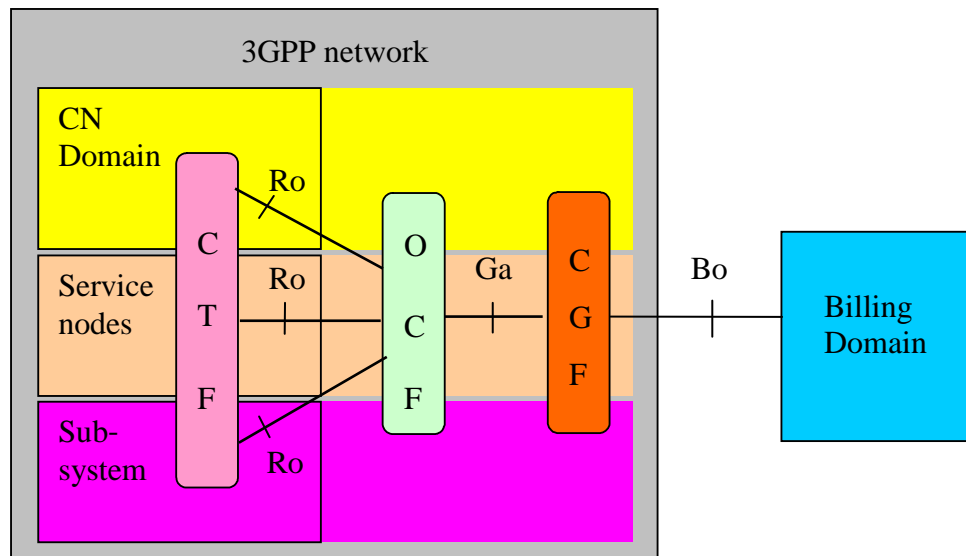 3GPP network
CN
Domain
Ro
C
T
F
Service
nodes
Ro
Sub-
system
Ro
O
C
F
Ga
C
G
F
Bo
Billing
Domain